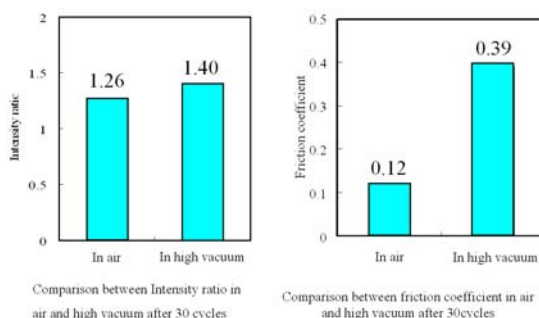 2
1.5
1
0.5
0
Intensity ratio
1.26
1.40
In air
In high vacuum
Comparison between Intensity ratio in
air and high vacuum after 30 cycles
0.5
0.4
0.3
0.2
0.1
0
Friction coefficient
0.12
0.39
In air
In high vacuum
Comparison between friction coefficient in air
and high vacuum after 30cycles